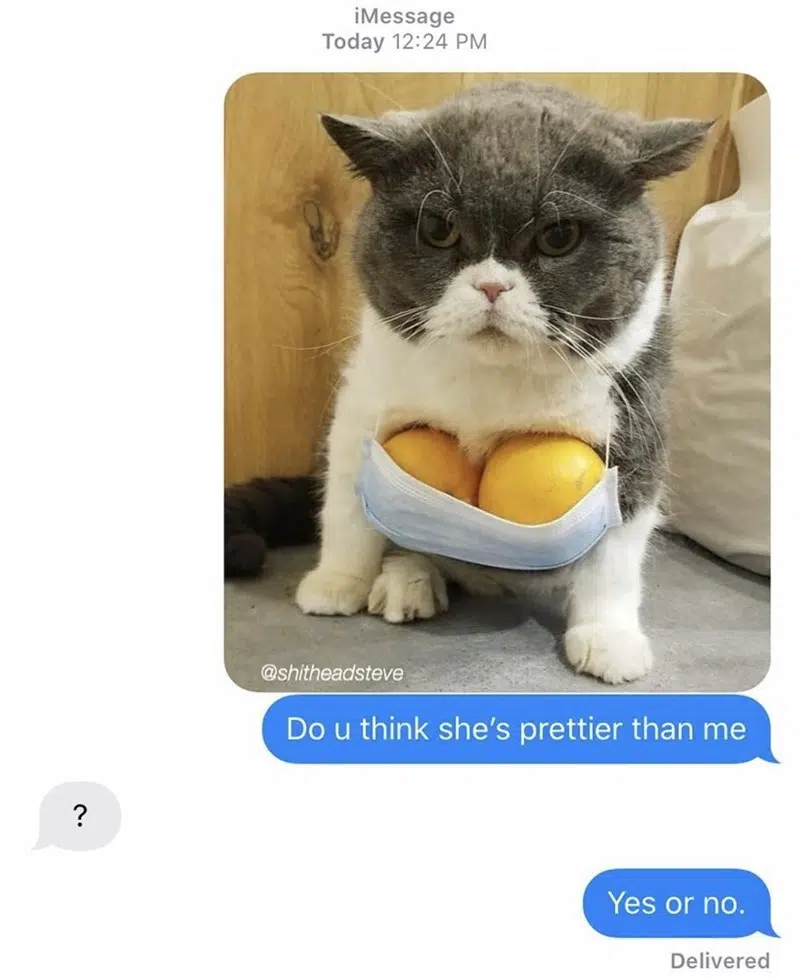 iMessage
Today 12:24 PM
@shitheadsteve
Do u think she's prettier than me
?
Yes or no.
Delivered